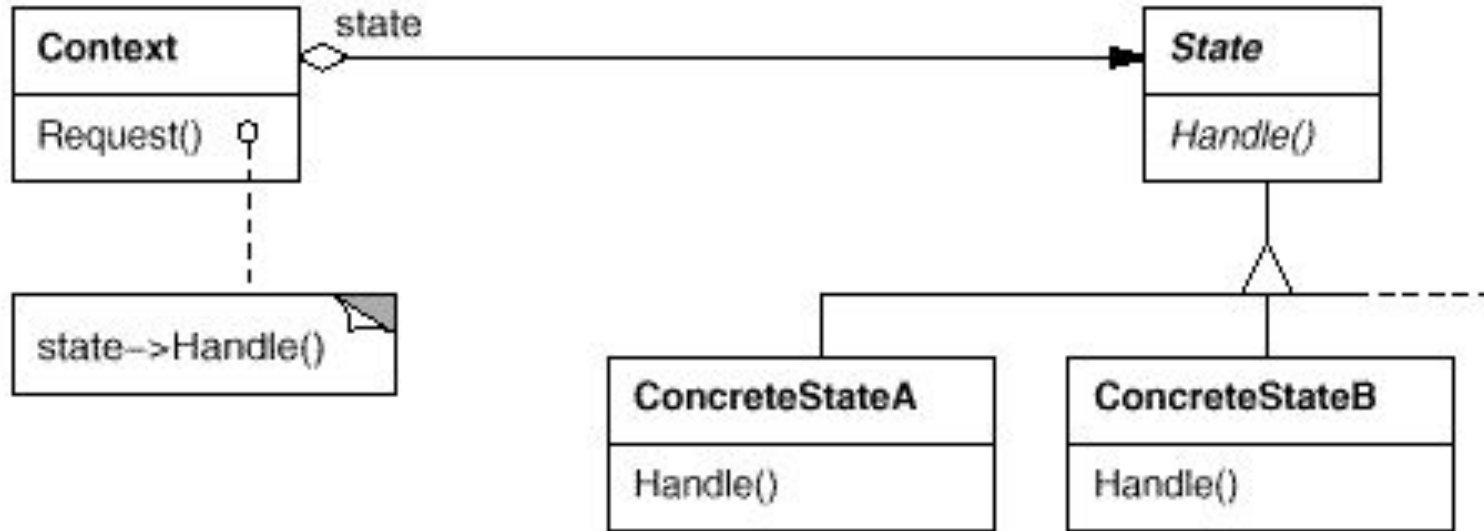 Context
Request()
state
State
Handle()
state->Handle()
ConcreteStateA
Handle()
ConcreteStateB
Handle()